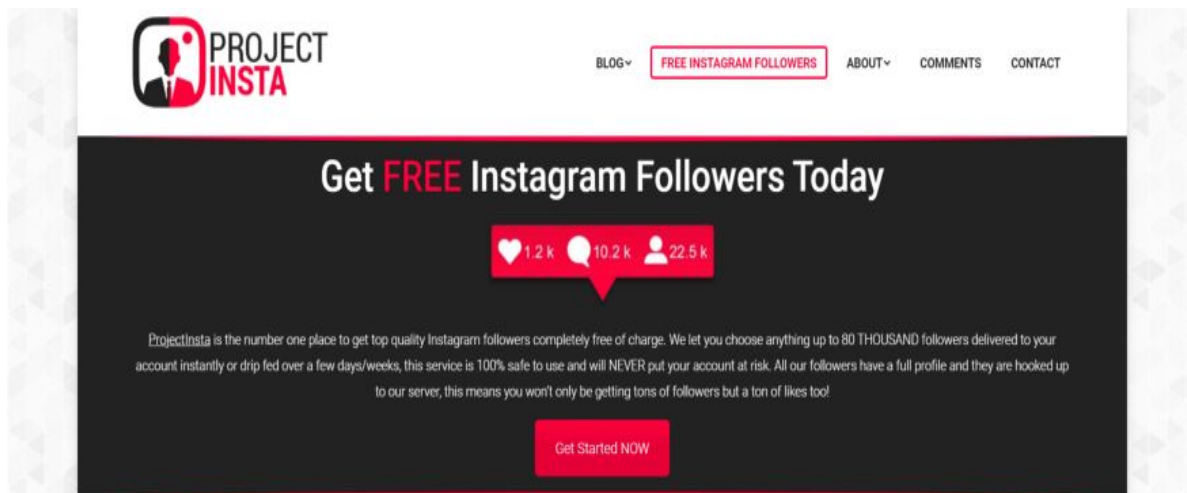 PROJECT
INSTA
BLOG
FREE INSTAGRAM FOLLOWERS
ABOUT
COMMENTS
CONTACT
Get FREE Instagram Followers Today
1.2 k 10.2 k 22.5 k
ProjectInsta is the number one place to get top quality Instagram followers completely free of charge. We let you choose anything up to 80 THOUSAND followers delivered to your
account instantly or drip fed over a few days/weeks, this service is 100% safe to use and will NEVER put your account at risk. All our followers have a full profile and they are hooked up
to our server, this means you won't only be getting tons of followers but a ton of likes too!
Get Started NOW